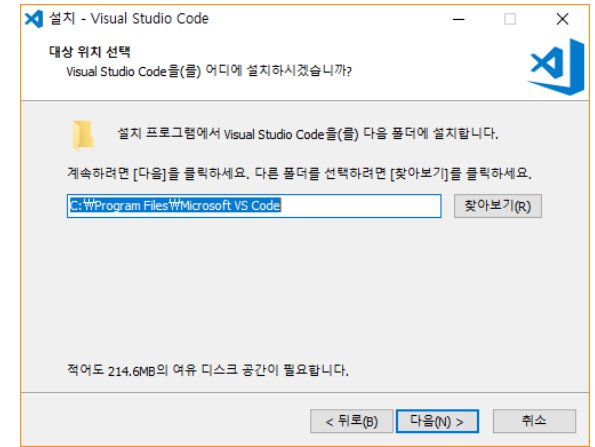 설치 - Visual Studio Code
대상 위치 선택
Visual Studio Code을(를) 어디에 설치하시겠습니까?
설치 프로그램에서 Visual Studio Code을(를) 다음 폴더에 설치합니다.
계속하려면 [다음]을 클릭하세요. 다른 폴더를 선택하려면 [찾아보기]를 클릭하세요.
C:₩Program Files₩Microsoft VS Code
찾아보기(R)
적어도 214.6MB의 여유 디스크 공간이 필요합니다.
< 뒤로(B) 다음(N) > 취소